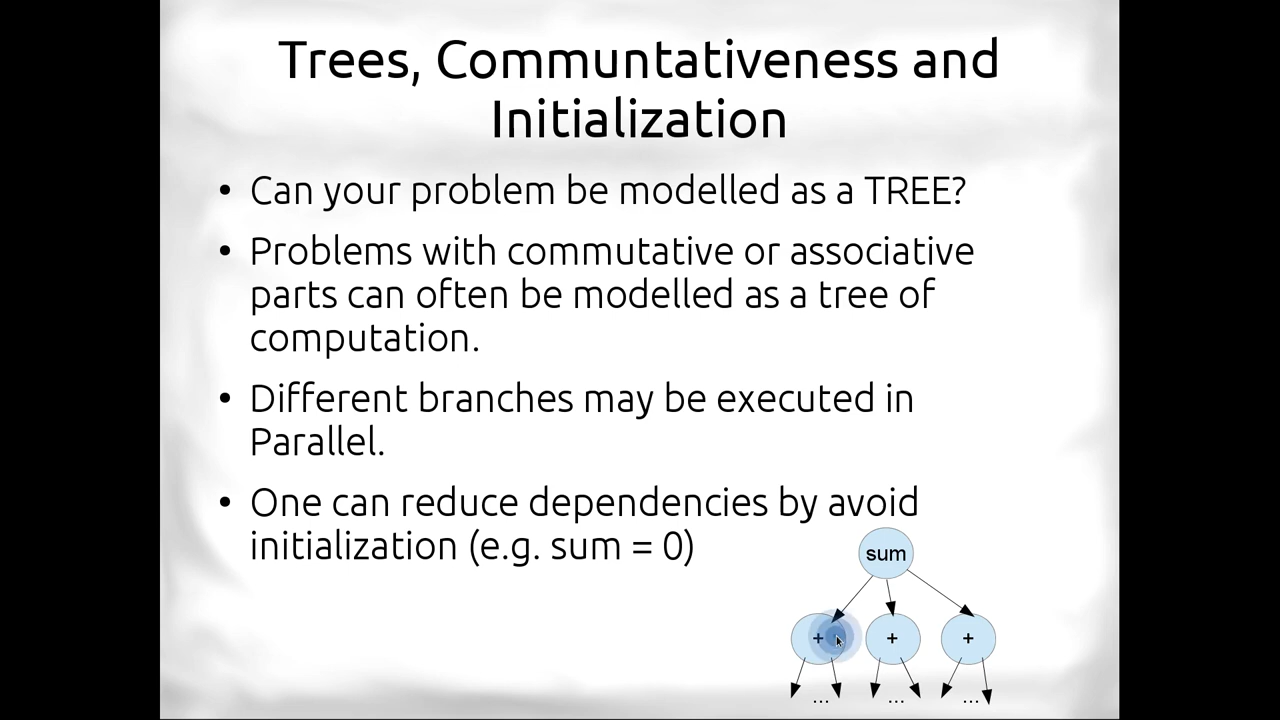 Trees, Communtativeness and
Initialization
• Can your problem be modelled as a TREE?
• Problems with commutative or associative
parts can often be modelled as a tree of
computation.
• Different branches may be executed in
Parallel.
• One can reduce dependencies by avoid
initialization (e.g. sum = 0)
sum
+ + +
... ... ...